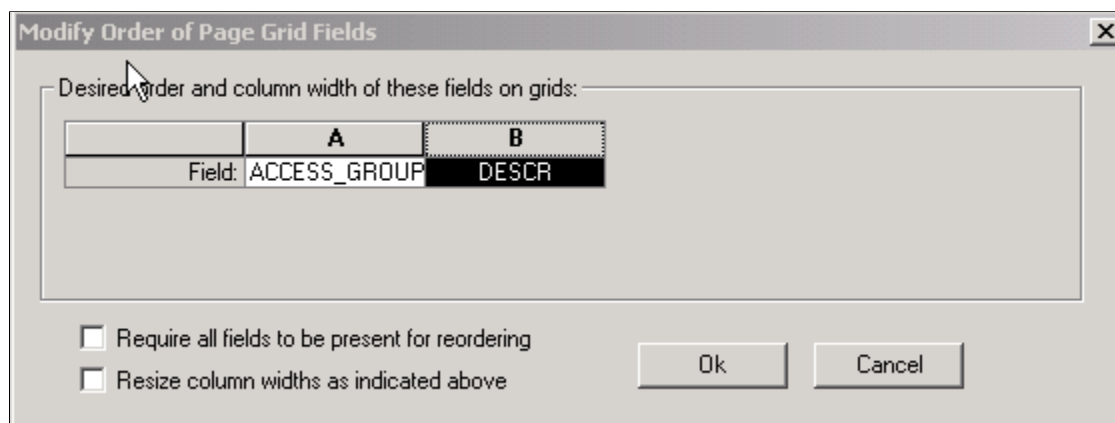 Modify Order of Page Grid Fields
Desired order and column width of these fields on grids:
A B
Field: ACCESS_GROUP DESCR
Require all fields to be present for reordering
Resize column widths as indicated above
Ok Cancel